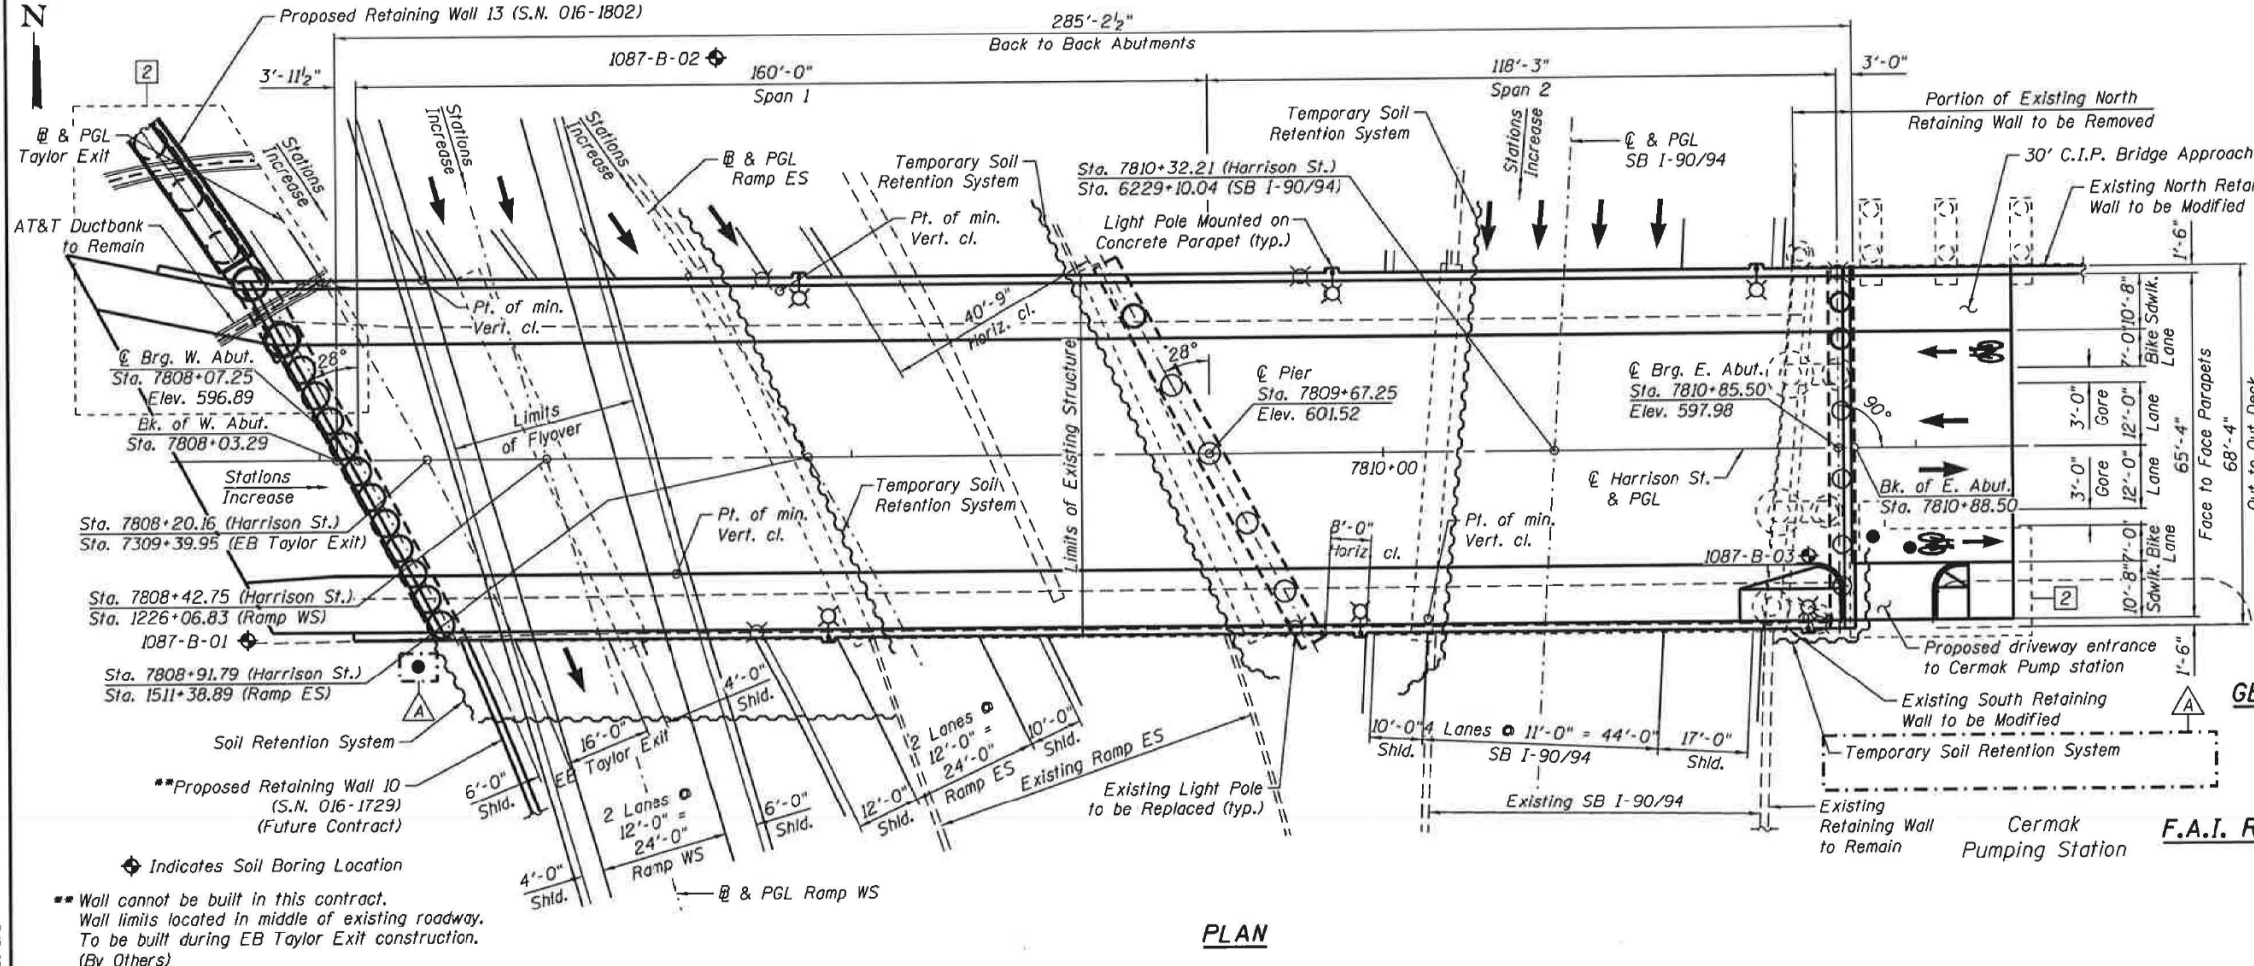 N
Proposed Retaining Wall 13 (S.N. 016-1802)
285'-2½"
Back to Back Abutments
1087-B-02
2
3'-11½"
160'-0"
Span 1
118'-3"
Span 2
3'-0"
Portion of Existing North
Retaining Wall to be Removed
Stations
Increase
Stations
Increase
Stations
Increase
Stations
Increase
℄ & PGL
SB I-90/94
Temporary Soil
Retention System
B & PGL
Taylor Exit
B & PGL
Ramp ES
Temporary Soil
Retention System
Sta. 7810+32.21 (Harrison St.)
Sta. 6229+10.04 (SB I-90/94)
30' C.I.P. Bridge Approach
Existing North
Wall to be Modified
AT&T Ductbank
to Remain
Pt. of min.
Vert. cl.
Light Pole Mounted on
Concrete Parapet (typ.)
1'-6"
Pt. of min.
Vert. cl.
40'-9"
Horiz. cl.
Limits of Existing Structure
℄ Brg. W. Abut.
Sta. 7808+07.25
Elev. 596.89
28°
Bk. of W. Abut.
Sta. 7808+03.29
Limits
of Flyover
28°
℄ Pier
Sta. 7809+67.25
Elev. 601.52
℄ Brg. E. Abut.
Sta. 7810+85.50
Elev. 597.98
90°
10'-8"
Sdwlk.
7'-0"
Bike
Lane
3'-0"
Gore
12'-0"
Lane
65'-4"
Face to Face Parapets
68'-4"
Out to Out Deck
3'-0"
Gore
12'-0"
Lane
7'-0"
Bike
Lane
10'-8"
Sdwlk.
1'-6"
Stations
Increase
7810+00
℄ Harrison St.
& PGL
Bk. of E. Abut.
Sta. 7810+88.50
Temporary Soil
Retention System
Sta. 7808+20.16 (Harrison St.)
Sta. 7309+39.95 (EB Taylor Exit)
Pt. of min.
Vert. cl.
8'-0"
Horiz. cl.
Pt. of min.
Vert. cl.
1087-B-03
Sta. 7808+42.75 (Harrison St.)
Sta. 1226+06.83 (Ramp WS)
2
1087-B-01
Sta. 7808+91.79 (Harrison St.)
Sta. 1511+38.89 (Ramp ES)
A
Proposed driveway entrance
to Cermak Pump station
Existing South Retaining
Wall to be Modified
A
Temporary Soil Retention System
Soil Retention System
**Proposed Retaining Wall 10
(S.N. 016-1729)
(Future Contract)
6'-0"
Shld.
16'-0"
EB Taylor Exit
4'-0"
Shld.
2 Lanes @
12'-0" =
24'-0"
Ramp ES
10'-0"
Shld.
Existing Ramp ES
Existing Light Pole
to be Replaced (typ.)
10'-0"
Shld.
4 Lanes @ 11'-0" = 44'-0"
SB I-90/94
17'-0"
Shld.
Existing SB I-90/94
Existing
Retaining Wall
to Remain
Cermak
Pumping Station
F.A.I.
2 Lanes @
12'-0" =
24'-0"
Ramp WS
6'-0"
Shld.
12'-0"
Shld.
4'-0"
Shld.
B & PGL Ramp WS
Indicates Soil Boring Location
** Wall cannot be built in this contract.
Wall limits located in middle of existing roadway.
To be built during EB Taylor Exit construction.
(By Others)
PLAN